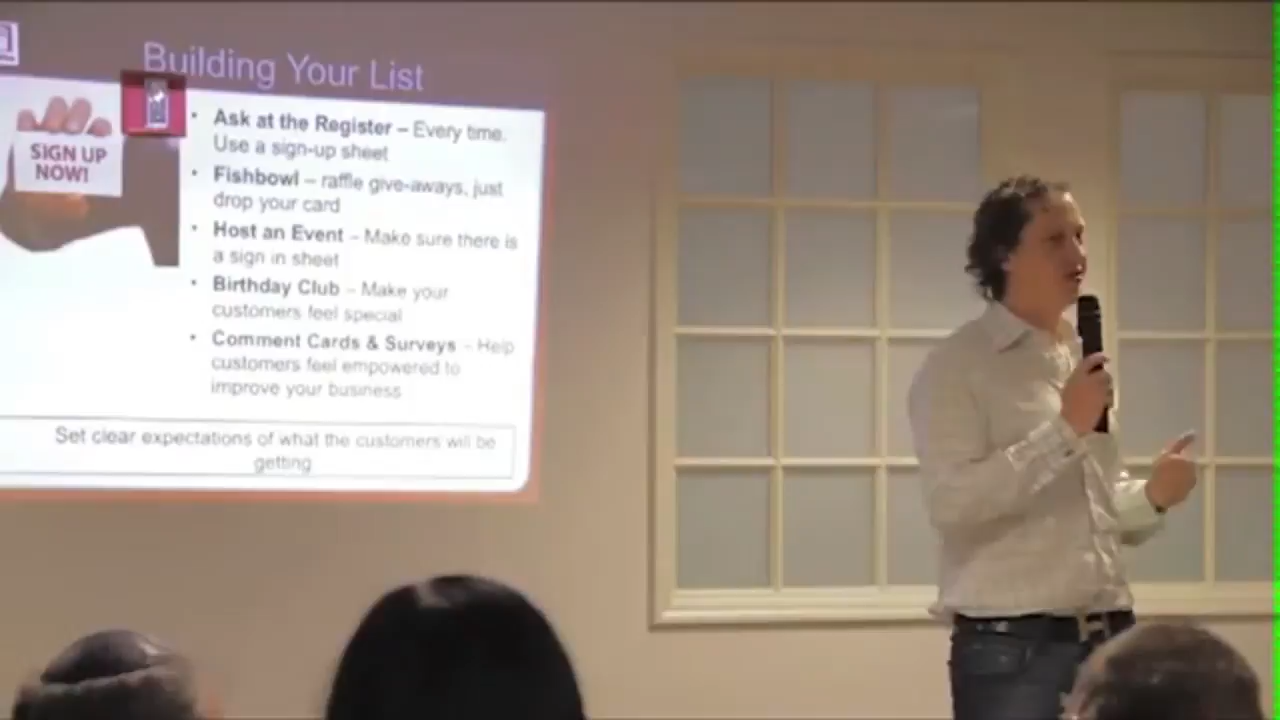 Building Your List
SIGN UP
NOW!
• Ask at the Register – Every time.
Use a sign-up sheet
• Fishbowl – raffle give-aways, just
drop your card
• Host an Event – Make sure there is
a sign in sheet
• Birthday Club – Make your
customers feel special
• Comment Cards & Surveys – Help
customers feel empowered to
improve your business
Set clear expectations of what the customers will be
getting